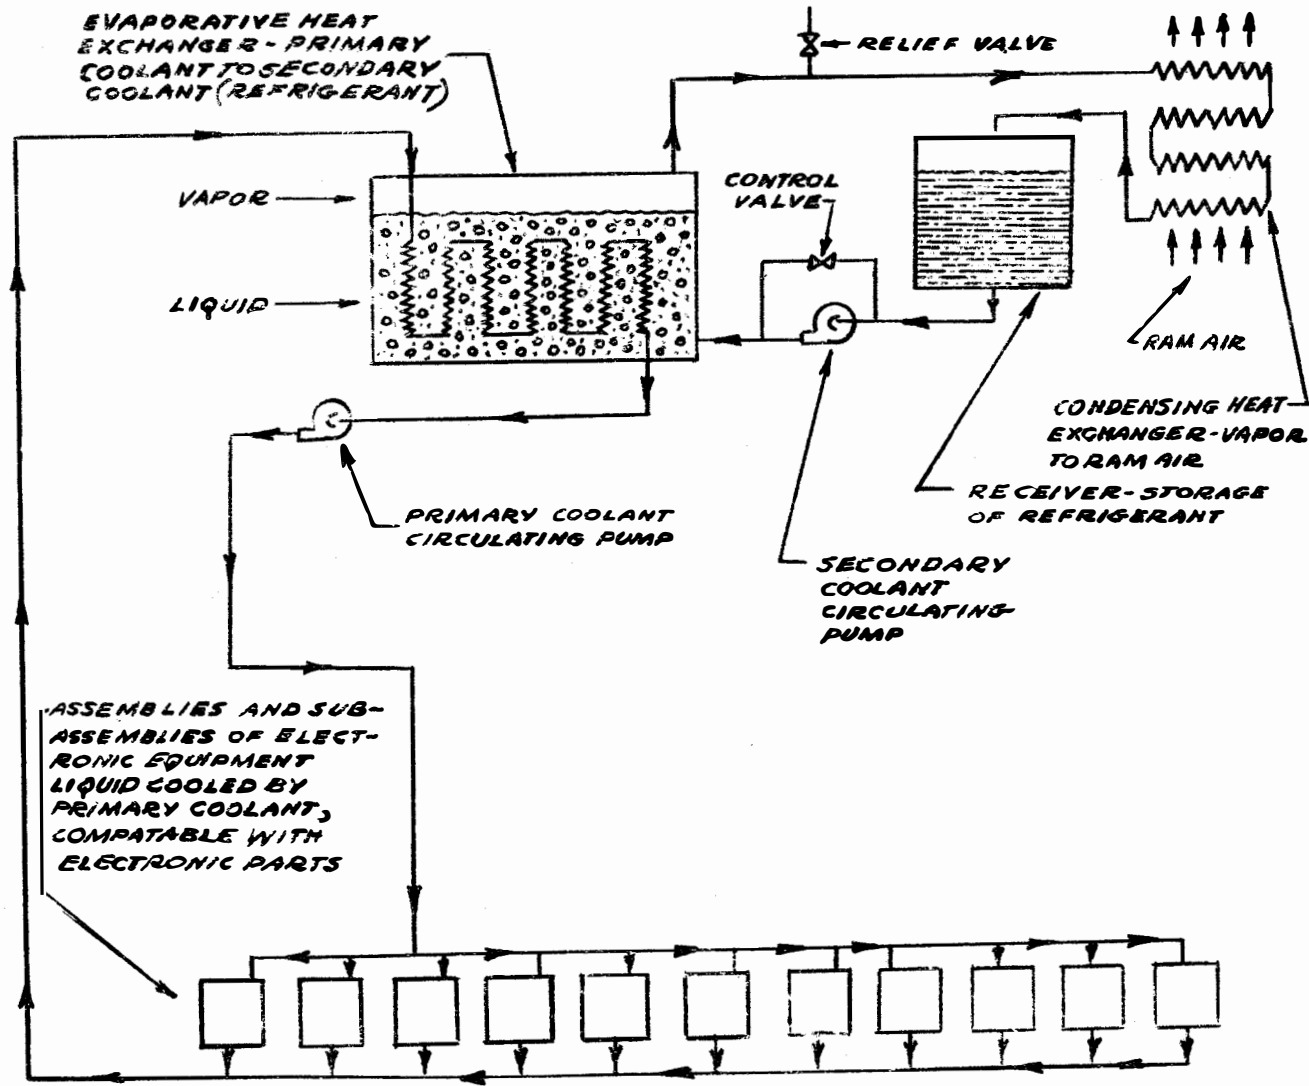 EVAPORATIVE HEAT
EXCHANGER - PRIMARY
COOLANT TO SECONDARY
COOLANT (REFRIGERANT)
RELIEF VALVE
VAPOR
CONTROL
VALVE
LIQUID
RAM AIR
CONDENSING HEAT
EXCHANGER - VAPOR
TO RAM AIR
RECEIVER - STORAGE
OF REFRIGERANT
PRIMARY COOLANT
CIRCULATING PUMP
SECONDARY
COOLANT
CIRCULATING
PUMP
ASSEMBLIES AND SUB-
ASSEMBLIES OF ELECT-
RONIC EQUIPMENT
LIQUID COOLED BY
PRIMARY COOLANT,
COMPATABLE WITH
ELECTRONIC PARTS